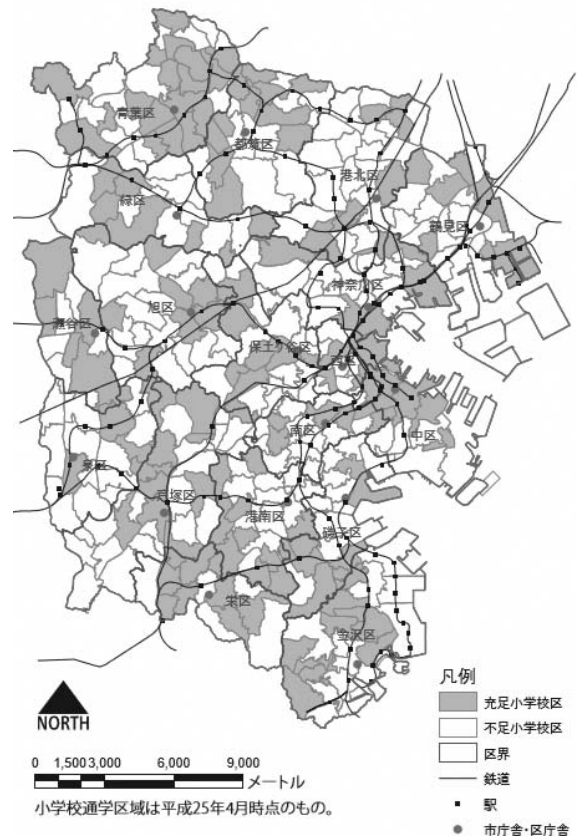 青葉区
都筑区
港北区
緑区
鶴見区
神奈川区
旭区
瀬谷区
保土ケ谷区
西区
南区
中区
泉区
戸塚区
港南区
磯子区
栄区
金沢区
NORTH
0 1,500 3,000 6,000 9,000
メートル
小学校通学区域は平成25年4月時点のもの。
凡例
充足小学校区
不足小学校区
区界
鉄道
駅
市庁舎・区庁舎